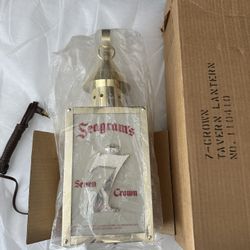 Seagram's
7
Seven Crown
7-CROWN
TAVERN LANTERN
NO. 110410